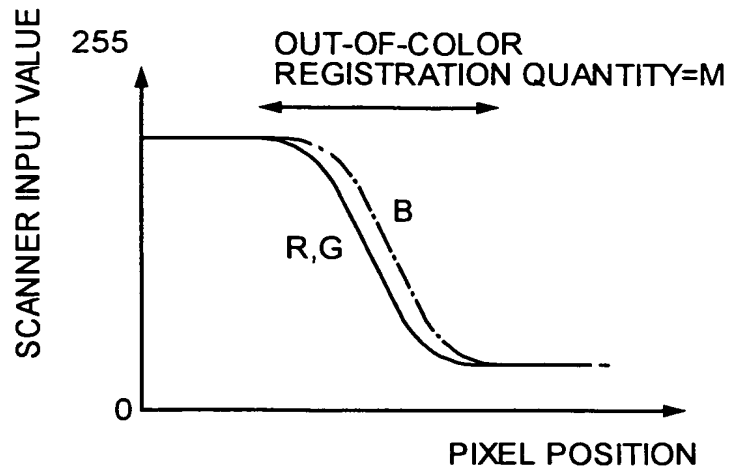 255
OUT-OF-COLOR
REGISTRATION QUANTITY=M
SCANNER INPUT VALUE
B
R,G
0
PIXEL POSITION